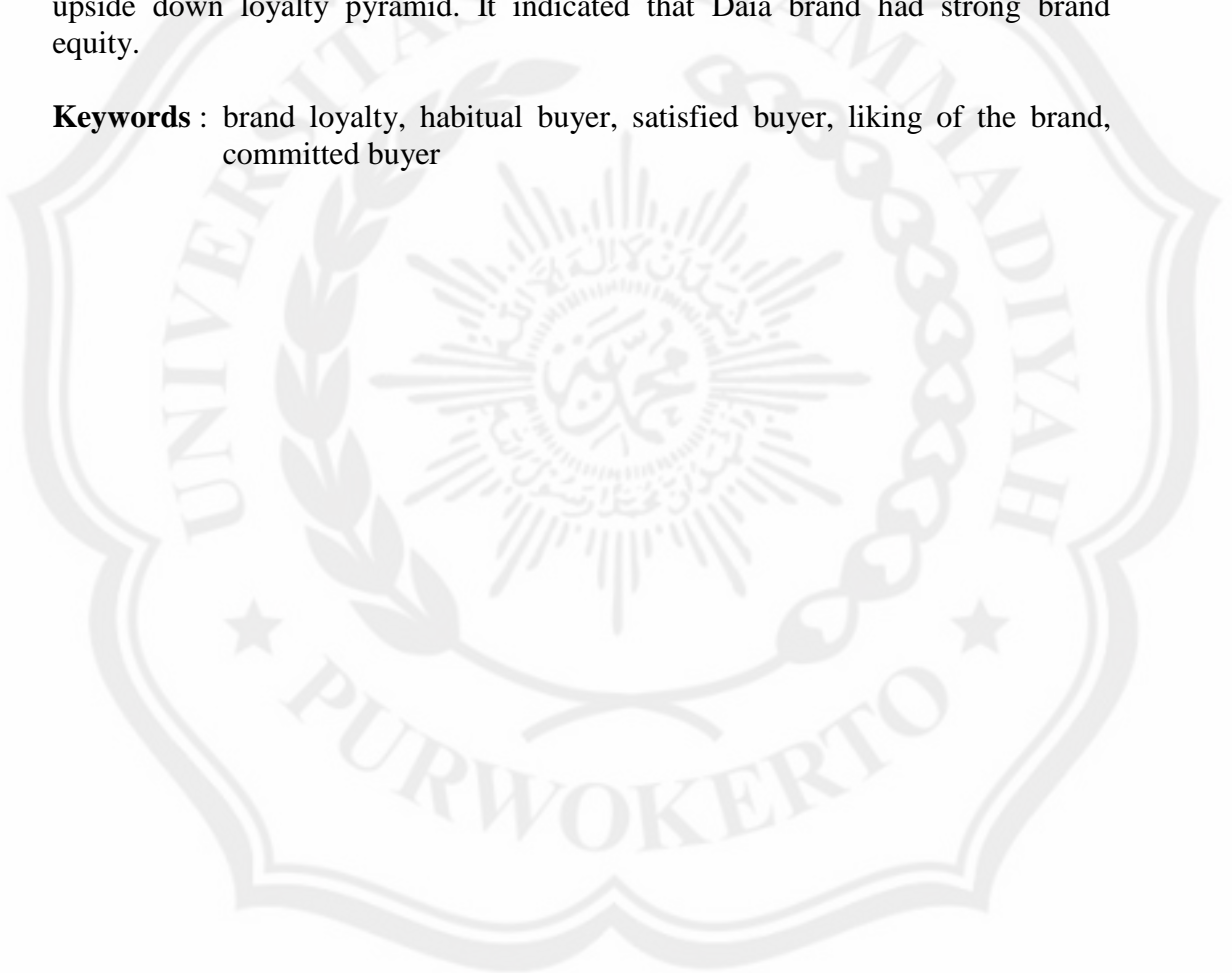 upside down loyalty pyramid. It indicated that Daia brand had strong brand
equity.
Keywords : brand loyalty, habitual buyer, satisfied buyer, liking of the brand,
committed buyer
UNIVERSITAS
PURWOKERTO